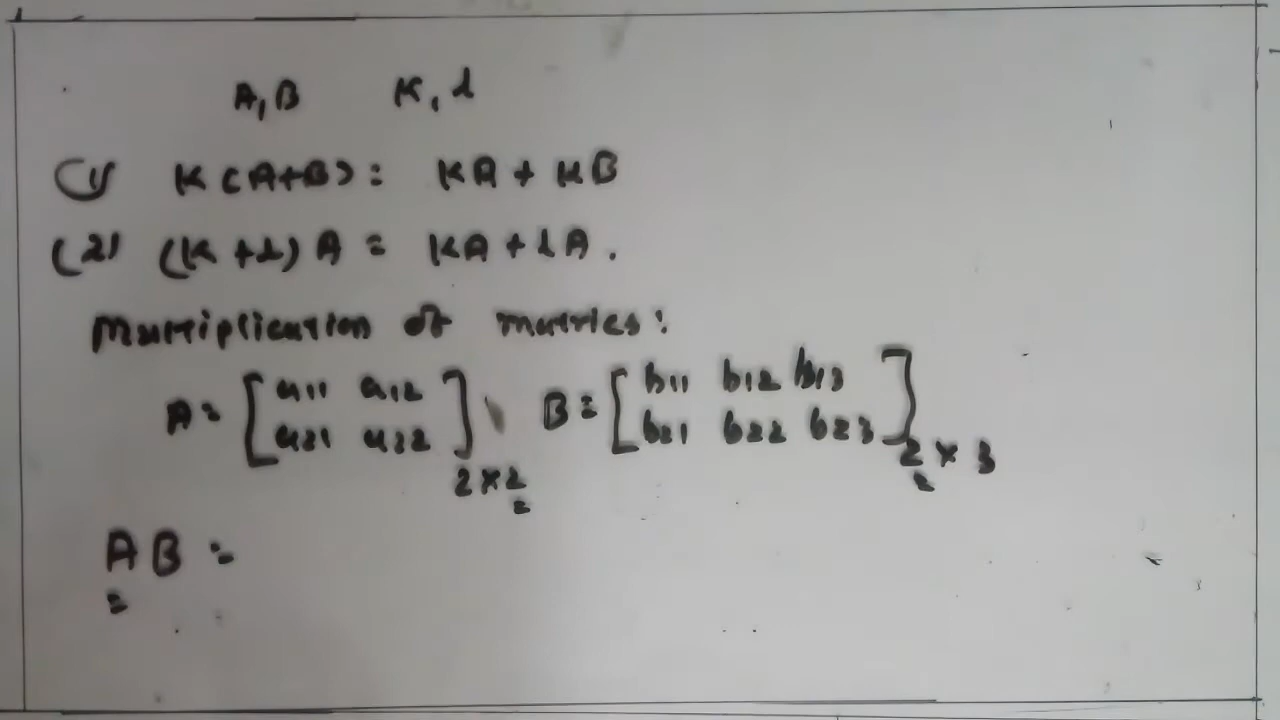 A, B K, l
(1) K(A+B) = KA + KB
(2) (K+l) A = KA + lA.
Multiplication of matrics:
A = [a11 a12 a21 a22] 2×2, B = [b11 b12 b13 b21 b22 b23] 2×3
AB =